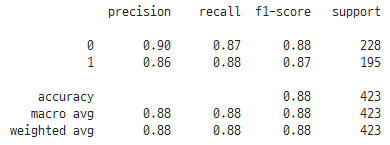 precision recall f1-score support
0 0.90 0.87 0.88 228
1 0.86 0.88 0.87 195
accuracy 0.88 423
macro avg 0.88 0.88 0.88 423
weighted avg 0.88 0.88 0.88 423